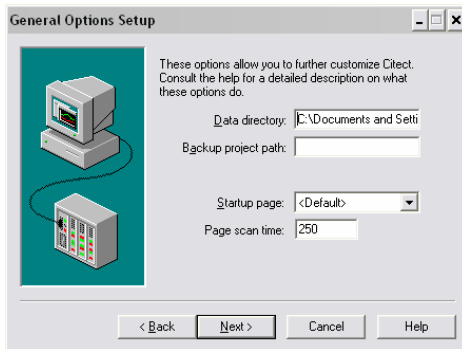 General Options Setup
These options allow you to further customize Citect.
Consult the help for a detailed description on what
these options do.
Data directory: C:\Documents and Setti
Backup project path:
Startup page: <Default>
Page scan time: 250
< Back Next > Cancel Help